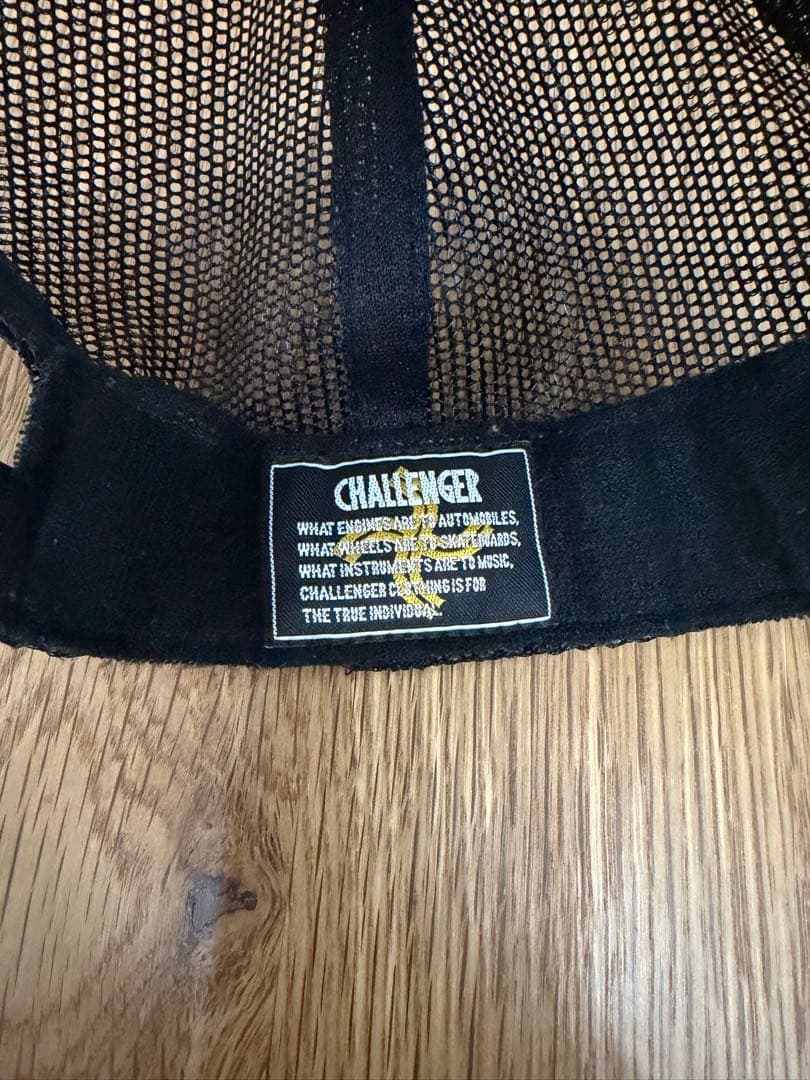 CHALLENGER
WHAT ENGINES ARE TO AUTOMOBILES,
WHAT WHEELS ARE TO SKATEBOARDS,
WHAT INSTRUMENTS ARE TO MUSIC,
CHALLENGER CLOTHING IS FOR
THE TRUE INDIVIDUAL.